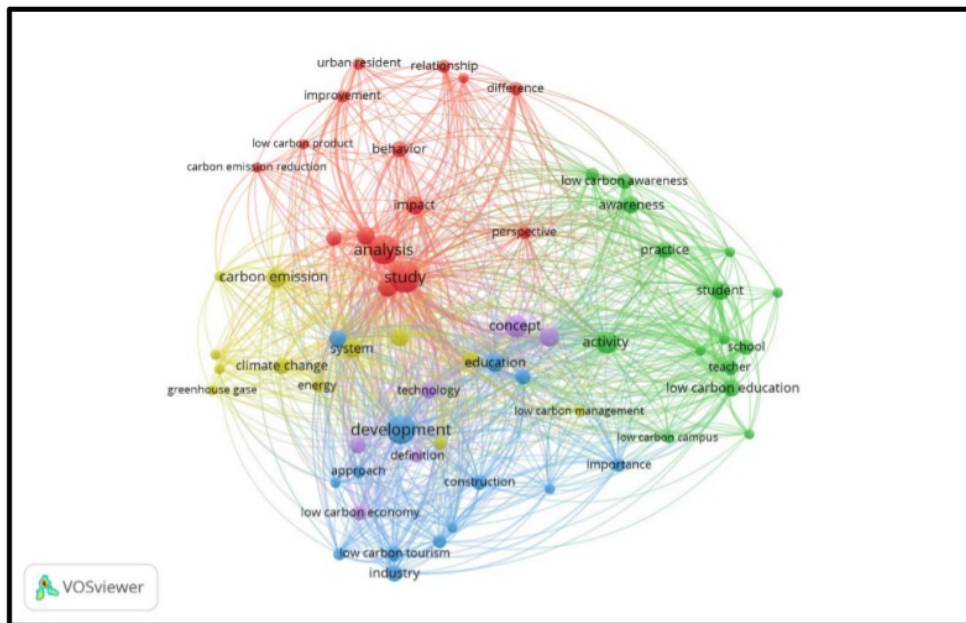 urban resident
relationship
improvement
difference
low carbon product
behavior
carbon emission reduction
low carbon awareness
impact
awareness
perspective
analysis
practice
carbon emission
study
student
concept
system
activity
school
climate change
education
teacher
greenhouse gase
energy
technology
low carbon education
low carbon management
development
low carbon campus
definition
approach
importance
construction
low carbon economy
low carbon tourism
industry
VOSviewer